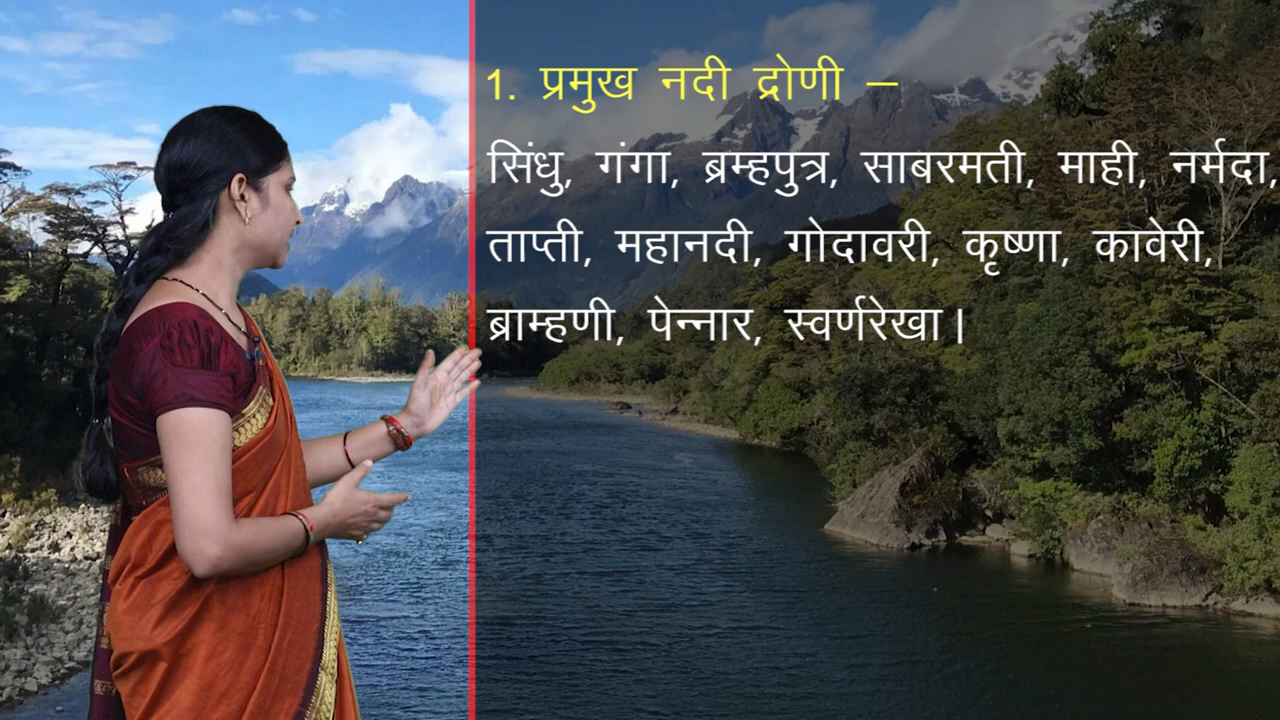 1. प्रमुख नदी द्रोणी –
सिंधु, गंगा, ब्रम्हपुत्र, साबरमती, माही, नर्मदा,
ताप्ती, महानदी, गोदावरी, कृष्णा, कावेरी,
ब्राम्हणी, पेन्नार, स्वर्णरेखा।